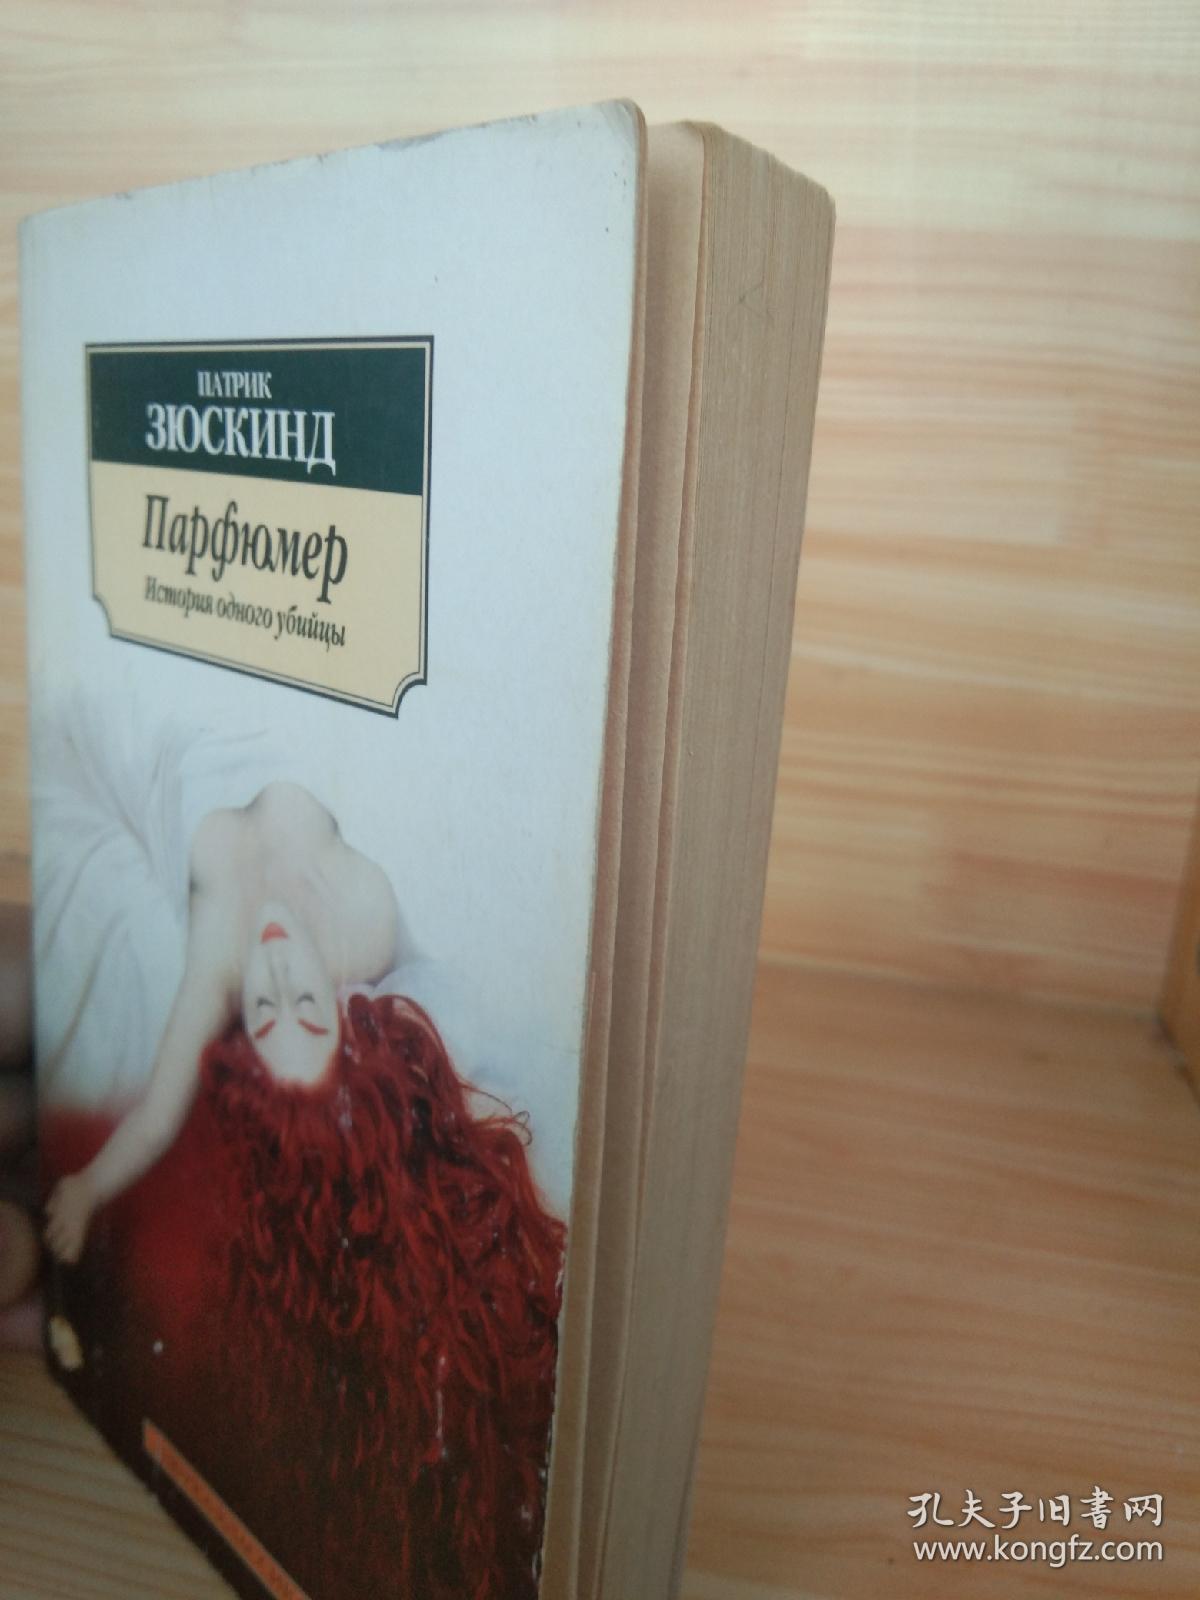 ПАТРИК
ЗЮСКИНД
Парфюмер
История одного убийцы
孔夫子旧书网
www.kongfz.com